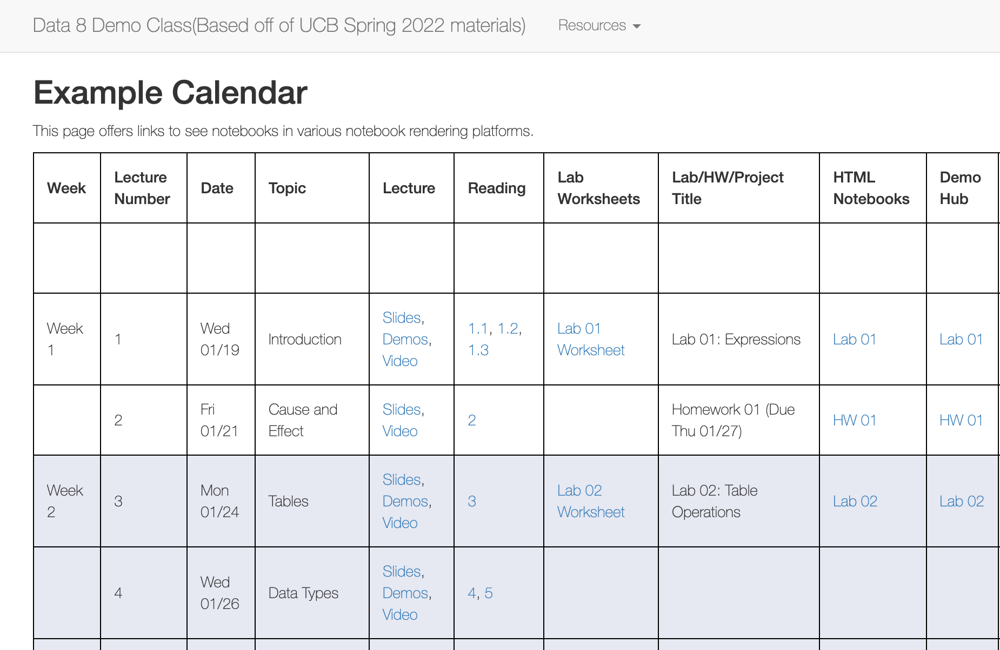 Data 8 Demo Class(Based off of UCB Spring 2022 materials) Resources
Example Calendar
This page offers links to see notebooks in various notebook rendering platforms.
Week
Lecture
Number
Date
Topic
Lecture
Reading
Lab
Worksheets
Lab/HW/Project
Title
HTML
Notebooks
Demo
Hub
Week
1
1
Wed
01/19
Introduction
Slides,
Demos,
Video
1.1, 1.2,
1.3
Lab 01
Worksheet
Lab 01: Expressions
Lab 01
Lab 01
2
Fri
01/21
Cause and
Effect
Slides,
Video
2
Homework 01 (Due
Thu 01/27)
HW 01
HW 01
Week
2
3
Mon
01/24
Tables
Slides,
Demos,
Video
3
Lab 02
Worksheet
Lab 02: Table
Operations
Lab 02
Lab 02
4
Wed
01/26
Data Types
Slides,
Demos,
Video
4, 5